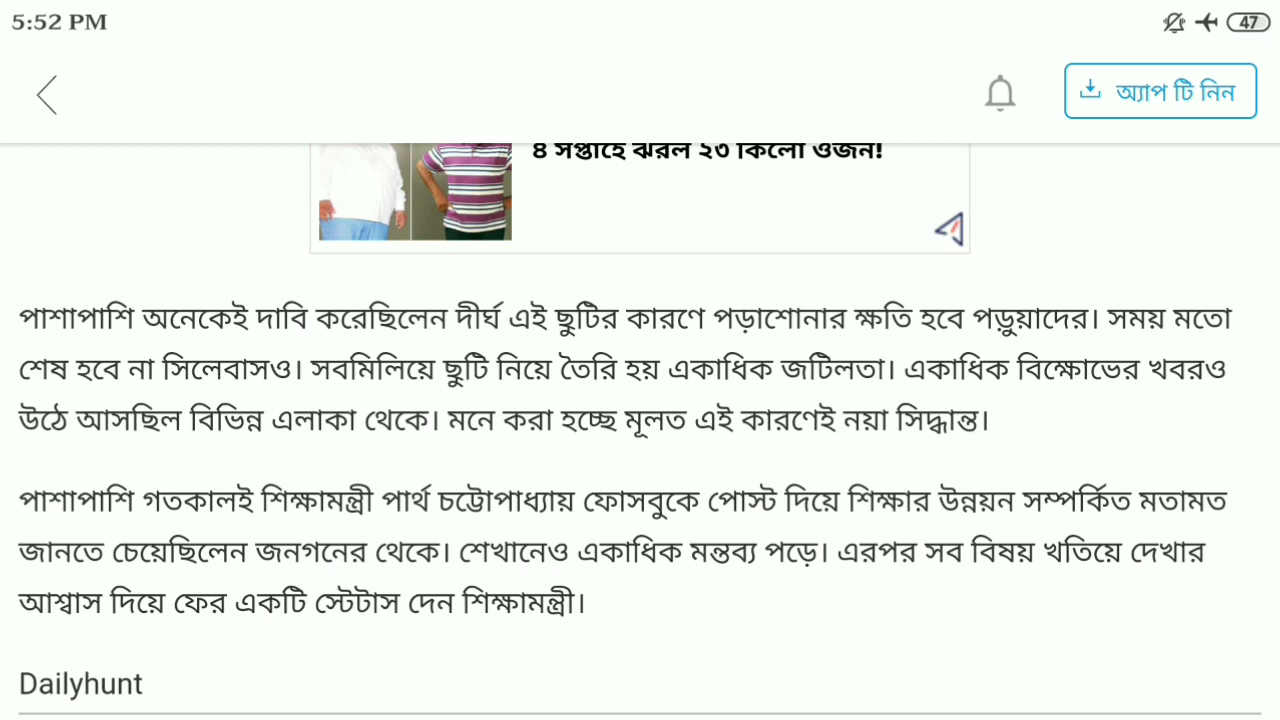 5:52 PM
47
অ্যাপ টি নিন
৪ সপ্তাহে ঝরল ২৩ কিলো ওজন!
পাশাপাশি অনেকেই দাবি করেছিলেন দীর্ঘ এই ছুটির কারণে পড়াশোনার ক্ষতি হবে পড়ুয়াদের। সময় মতো
শেষ হবে না সিলেবাসও। সবমিলিয়ে ছুটি নিয়ে তৈরি হয় একাধিক জটিলতা। একাধিক বিক্ষোভের খবরও
উঠে আসছিল বিভিন্ন এলাকা থেকে। মনে করা হচ্ছে মূলত এই কারণেই নয়া সিদ্ধান্ত।
পাশাপাশি গতকালই শিক্ষামন্ত্রী পার্থ চট্টোপাধ্যায় ফোসবুকে পোস্ট দিয়ে শিক্ষার উন্নয়ন সম্পর্কিত মতামত
জানতে চেয়েছিলেন জনগনের থেকে। শেখানেও একাধিক মন্তব্য পড়ে। এরপর সব বিষয় খতিয়ে দেখার
আশ্বাস দিয়ে ফের একটি স্টেটাস দেন শিক্ষামন্ত্রী।
Dailyhunt